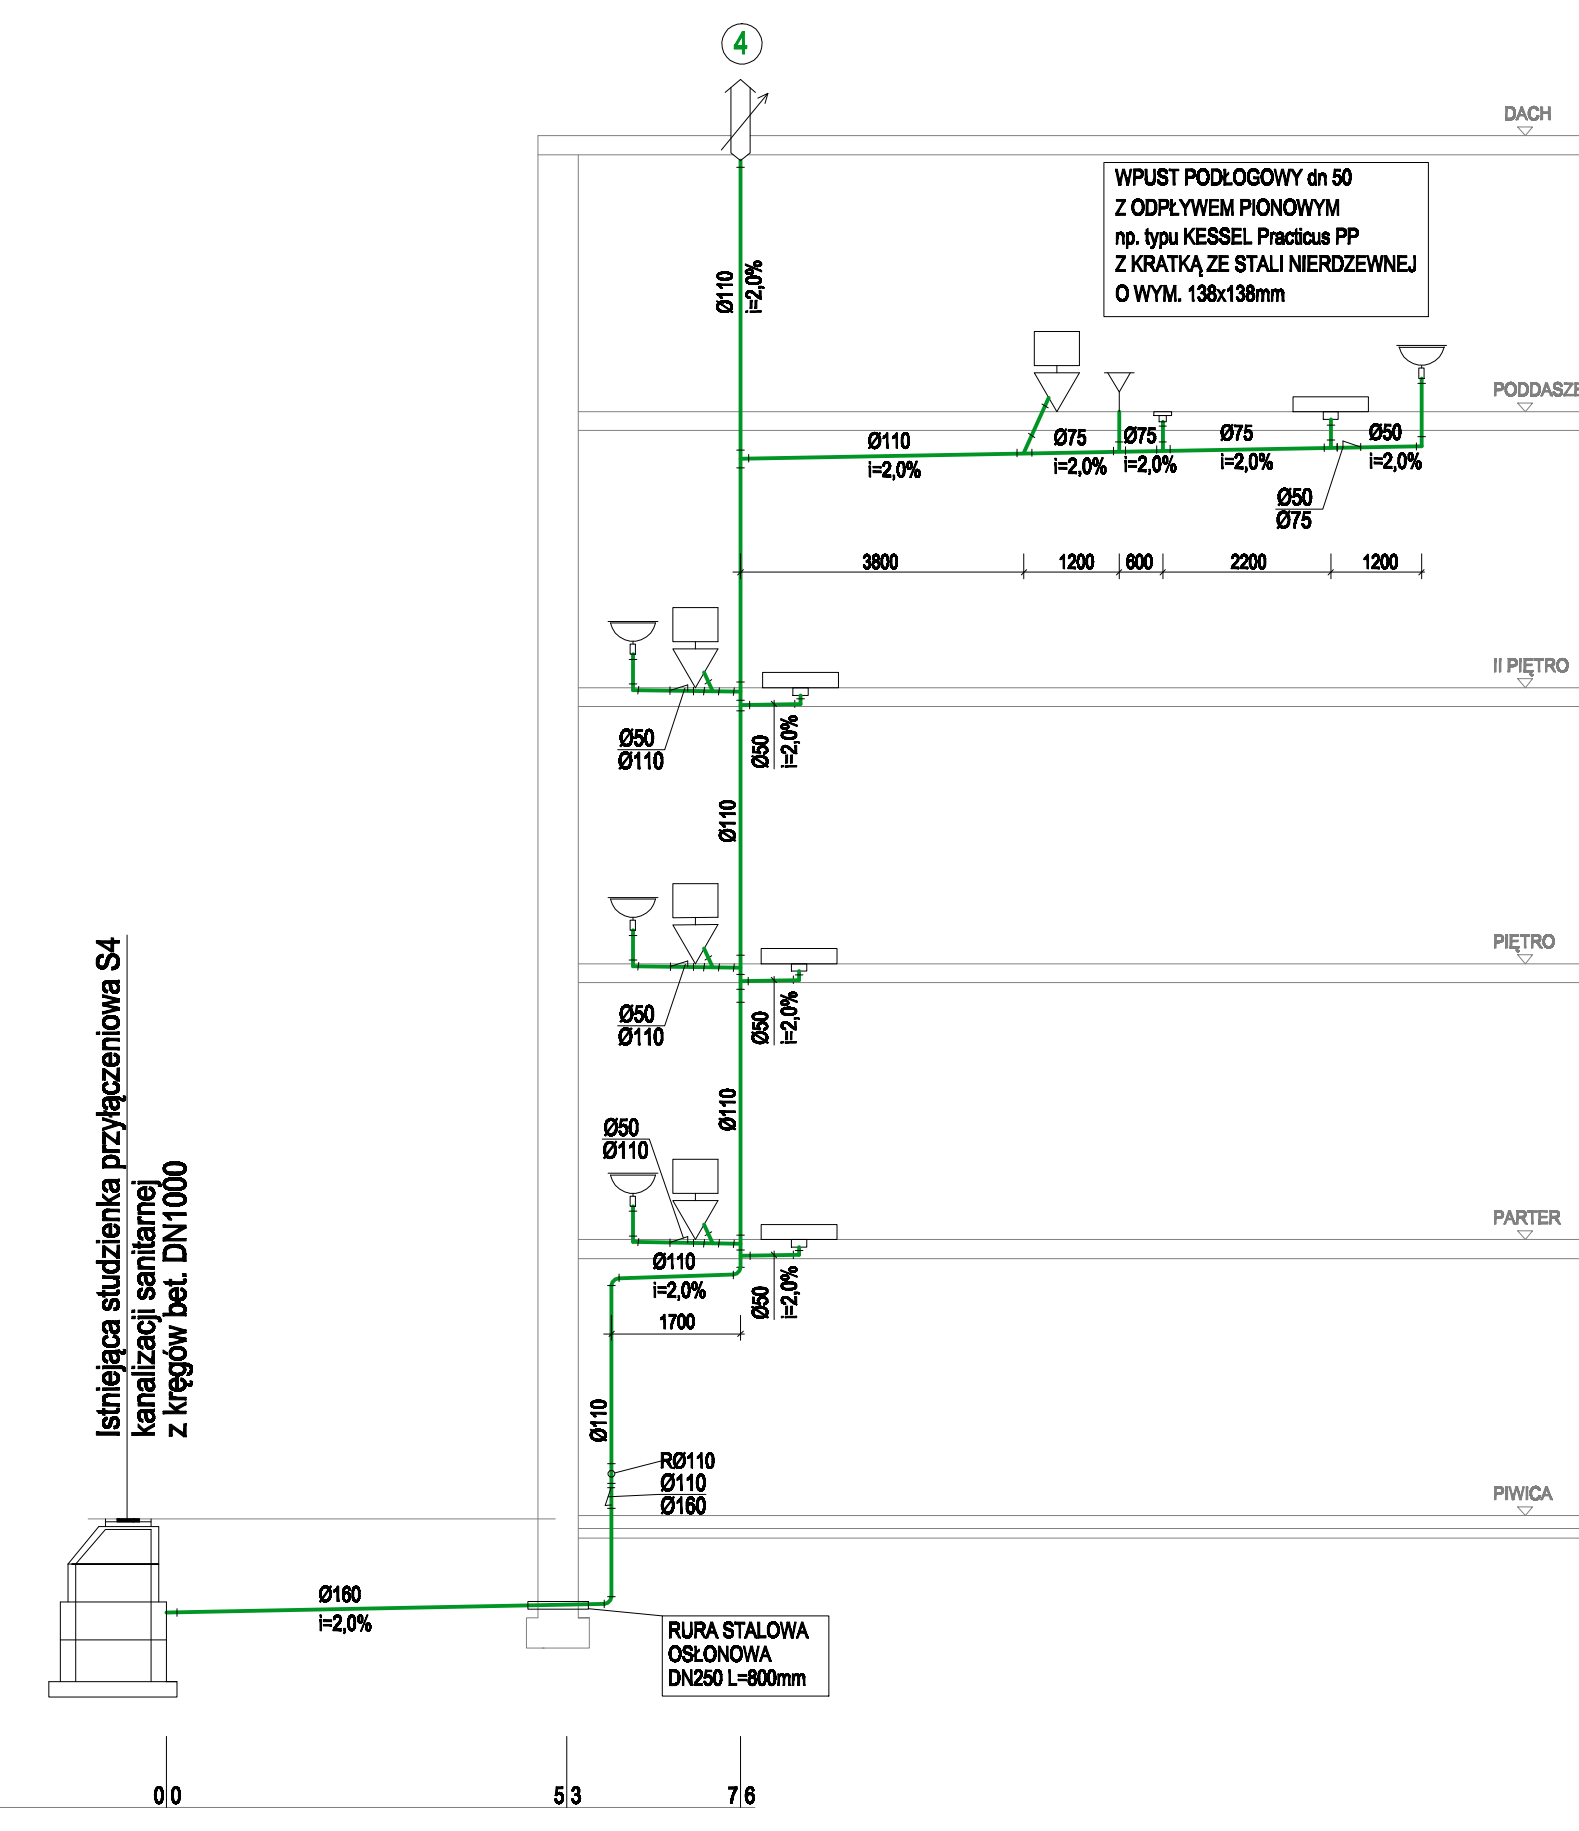 4
DACH
WPUST PODŁOGOWY dn 50
Z ODPŁYWEM PIONOWYM
np. typu KESSEL Practicus PP
Z KRATKĄ ZE STALI NIERDZEWNEJ
O WYM. 138x138mm
Ø110
i=2,0%
PODDASZE
Ø110
i=2,0%
Ø75
i=2,0%
Ø75
i=2,0%
Ø75
i=2,0%
Ø50
i=2,0%
Ø50
Ø75
3800
1200
600
2200
1200
II PIĘTRO
Ø50
Ø110
Ø50
i=2,0%
Ø110
PIĘTRO
Ø50
Ø110
Ø50
i=2,0%
Ø110
Ø50
Ø110
PARTER
Ø110
i=2,0%
Ø50
i=2,0%
1700
Ø110
RØ110
Ø110
Ø160
PIWICA
Istniejąca studzienka przyłączeniowa S4
kanalizacji sanitarnej
z kręgów bet. DN1000
Ø160
i=2,0%
RURA STALOWA
OSŁONOWA
DN250 L=800mm
0 0
5 3
7 6